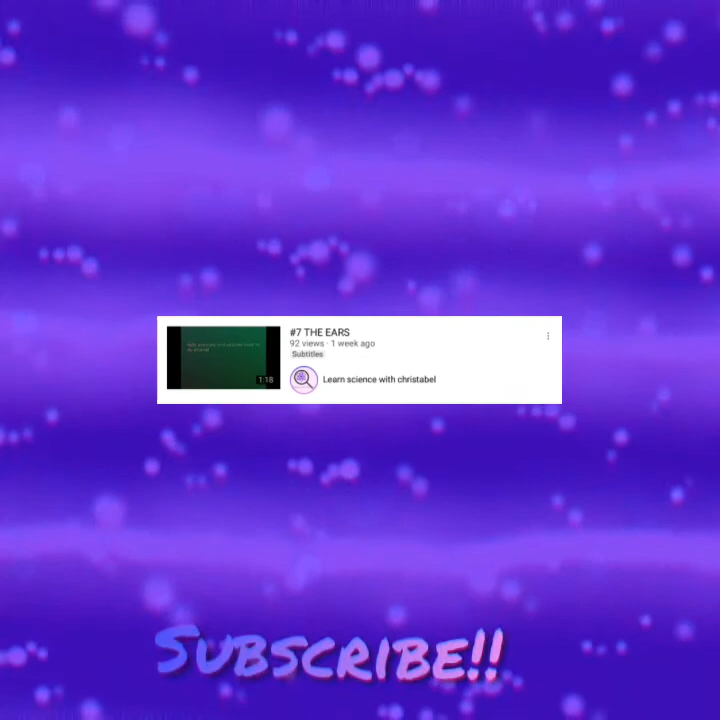 #7 THE EARS
92 views · 1 week ago
Subtitles
1:18
Learn science with christabel
SUBSCRIBE!!